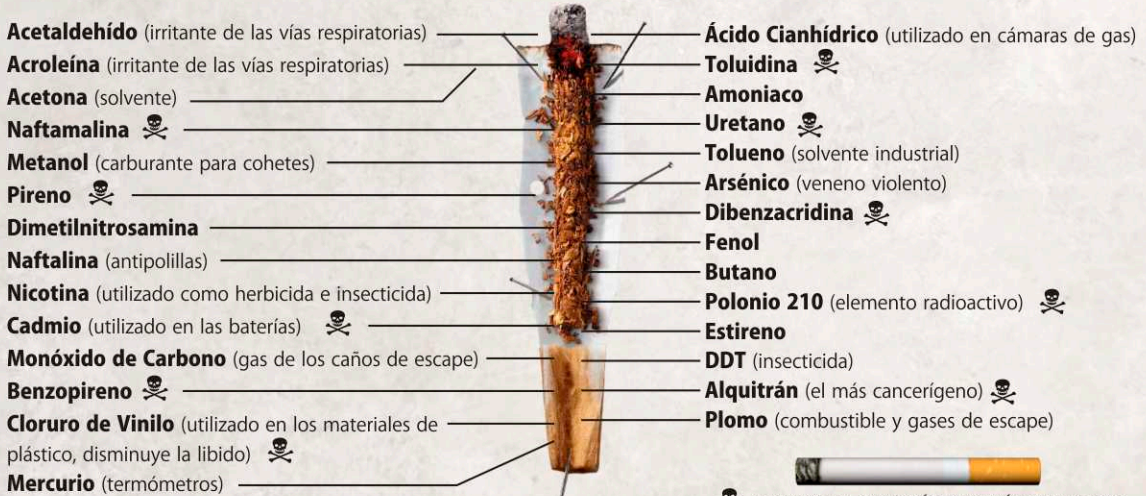 Acetaldehído (irritante de las vías respiratorias)
Acroleína (irritante de las vías respiratorias)
Acetona (solvente)
Naftamalina
Metanol (carburante para cohetes)
Pireno
Dimetilnitrosamina
Naftalina (antipolillas)
Nicotina (utilizado como herbicida e insecticida)
Cadmio (utilizado en las baterías)
Monóxido de Carbono (gas de los caños de escape)
Benzopireno
Cloruro de Vinilo (utilizado en los materiales de
plástico, disminuye la libido)
Mercurio (termómetros)
Ácido Cianhídrico (utilizado en cámaras de gas)
Toluidina
Amoniaco
Uretano
Tolueno (solvente industrial)
Arsénico (veneno violento)
Dibenzacridina
Fenol
Butano
Polonio 210 (elemento radioactivo)
Estireno
DDT (insecticida)
Alquitrán (el más cancerígeno)
Plomo (combustible y gases de escape)